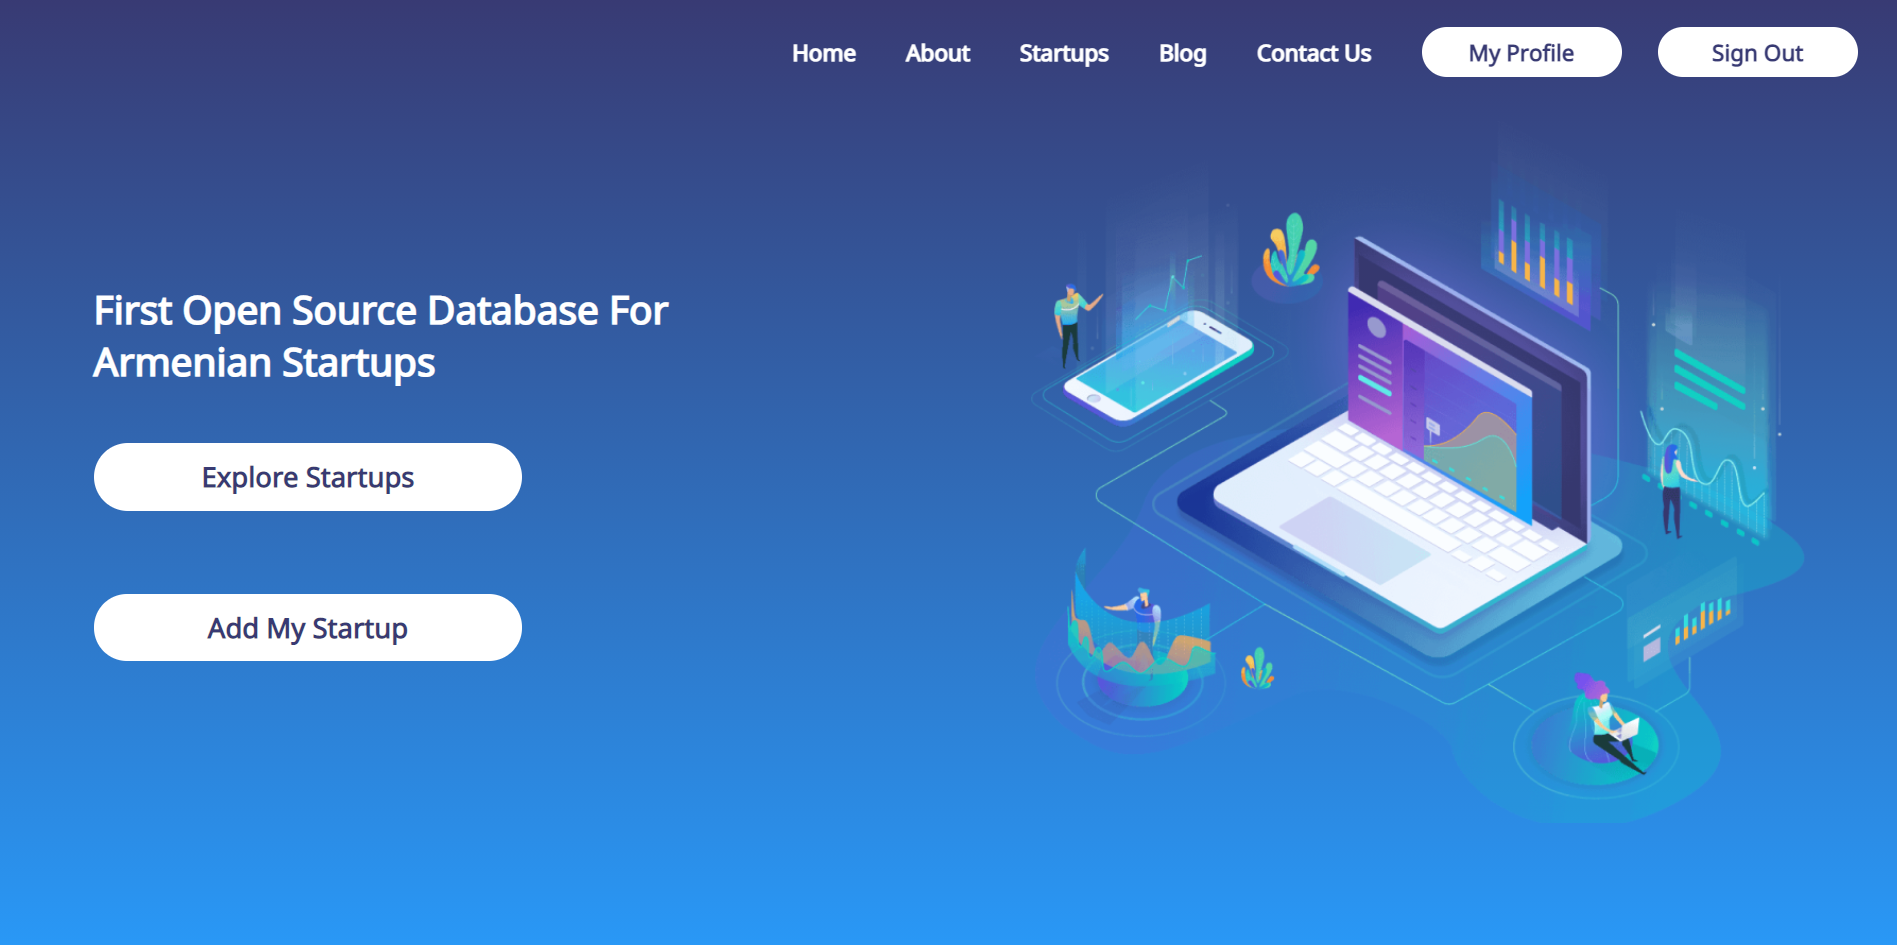 Home About Startups Blog Contact Us My Profile Sign Out
First Open Source Database For
Armenian Startups
Explore Startups
Add My Startup